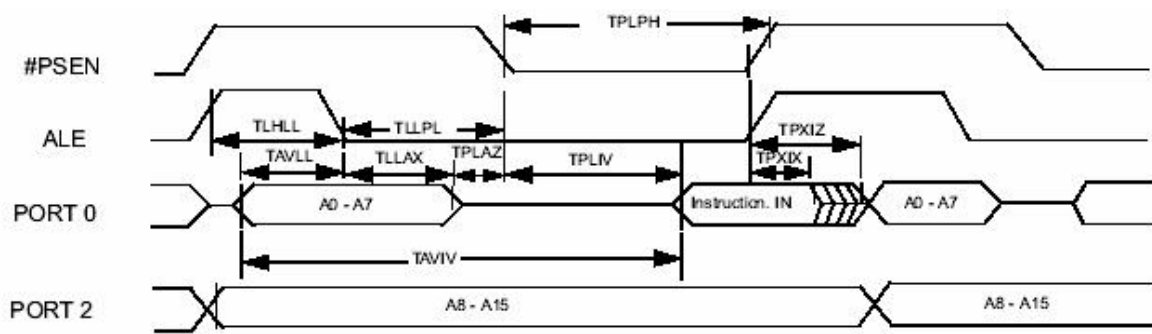 TPLPH
#PSEN
TLHLL TLLPL TPXIZ
ALE
TAVLL TLLAX TPLAZ TPLIV TPXIX
PORT 0 A0 - A7 Instruction. IN A0 - A7
TAVIV
PORT 2 A8 - A15 A8 - A15